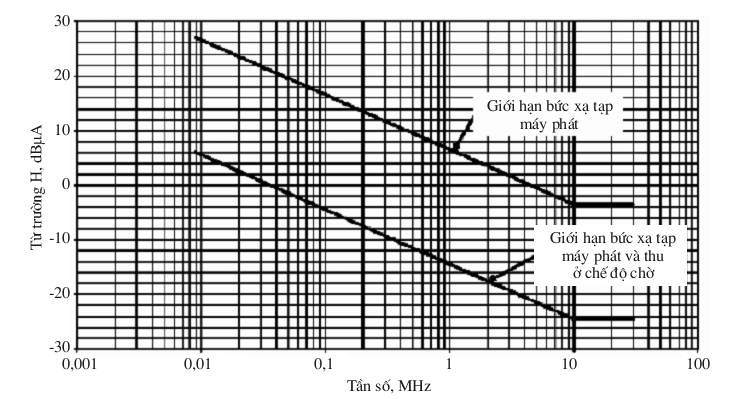 30
20
10
0
-10
-20
-30
Từ trường H, dBµA
Giới hạn bức xạ tạp
máy phát
Giới hạn bức xạ tạp
máy phát và thu
ở chế độ chờ
0,001
0,01
0,1
1
10
100
Tần số, MHz